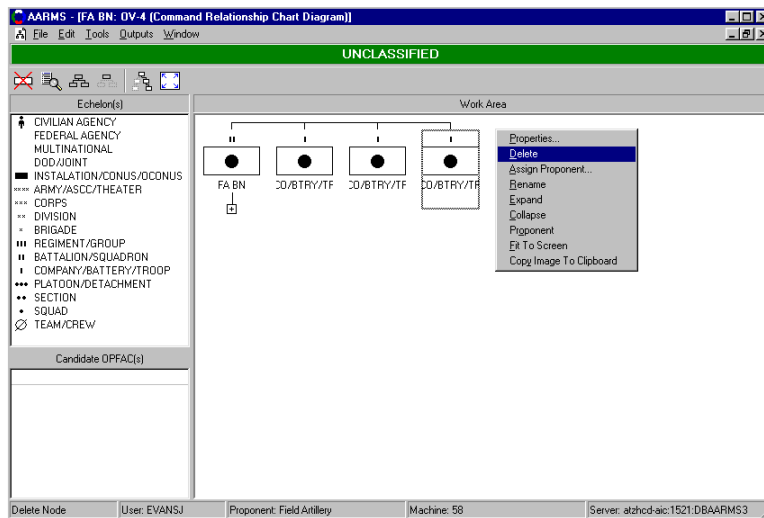 AARMS - [FA BN: OV-4 (Command Relationship Chart Diagram)]
File Edit Tools Outputs Window
UNCLASSIFIED
Echelon(s)
Work Area
CIVILIAN AGENCY
FEDERAL AGENCY
MULTINATIONAL
DOD/JOINT
INSTALATION/CONUS/OCONUS
ARMY/ASCC/THEATER
CORPS
DIVISION
BRIGADE
REGIMENT/GROUP
BATTALION/SQUADRON
COMPANY/BATTERY/TROOP
PLATOON/DETACHMENT
SECTION
SQUAD
TEAM/CREW
FA BN
CO/BTRY/TF
CO/BTRY/TF
CO/BTRY/TF
Properties...
Delete
Assign Proponent...
Rename
Expand
Collapse
Proponent
Fit To Screen
Copy Image To Clipboard
Candidate OPFAC(s)
Delete Node
User: EVANSJ
Proponent: Field Artillery
Machine: 58
Server: atzhcd-aic:1521:DBAARMS3